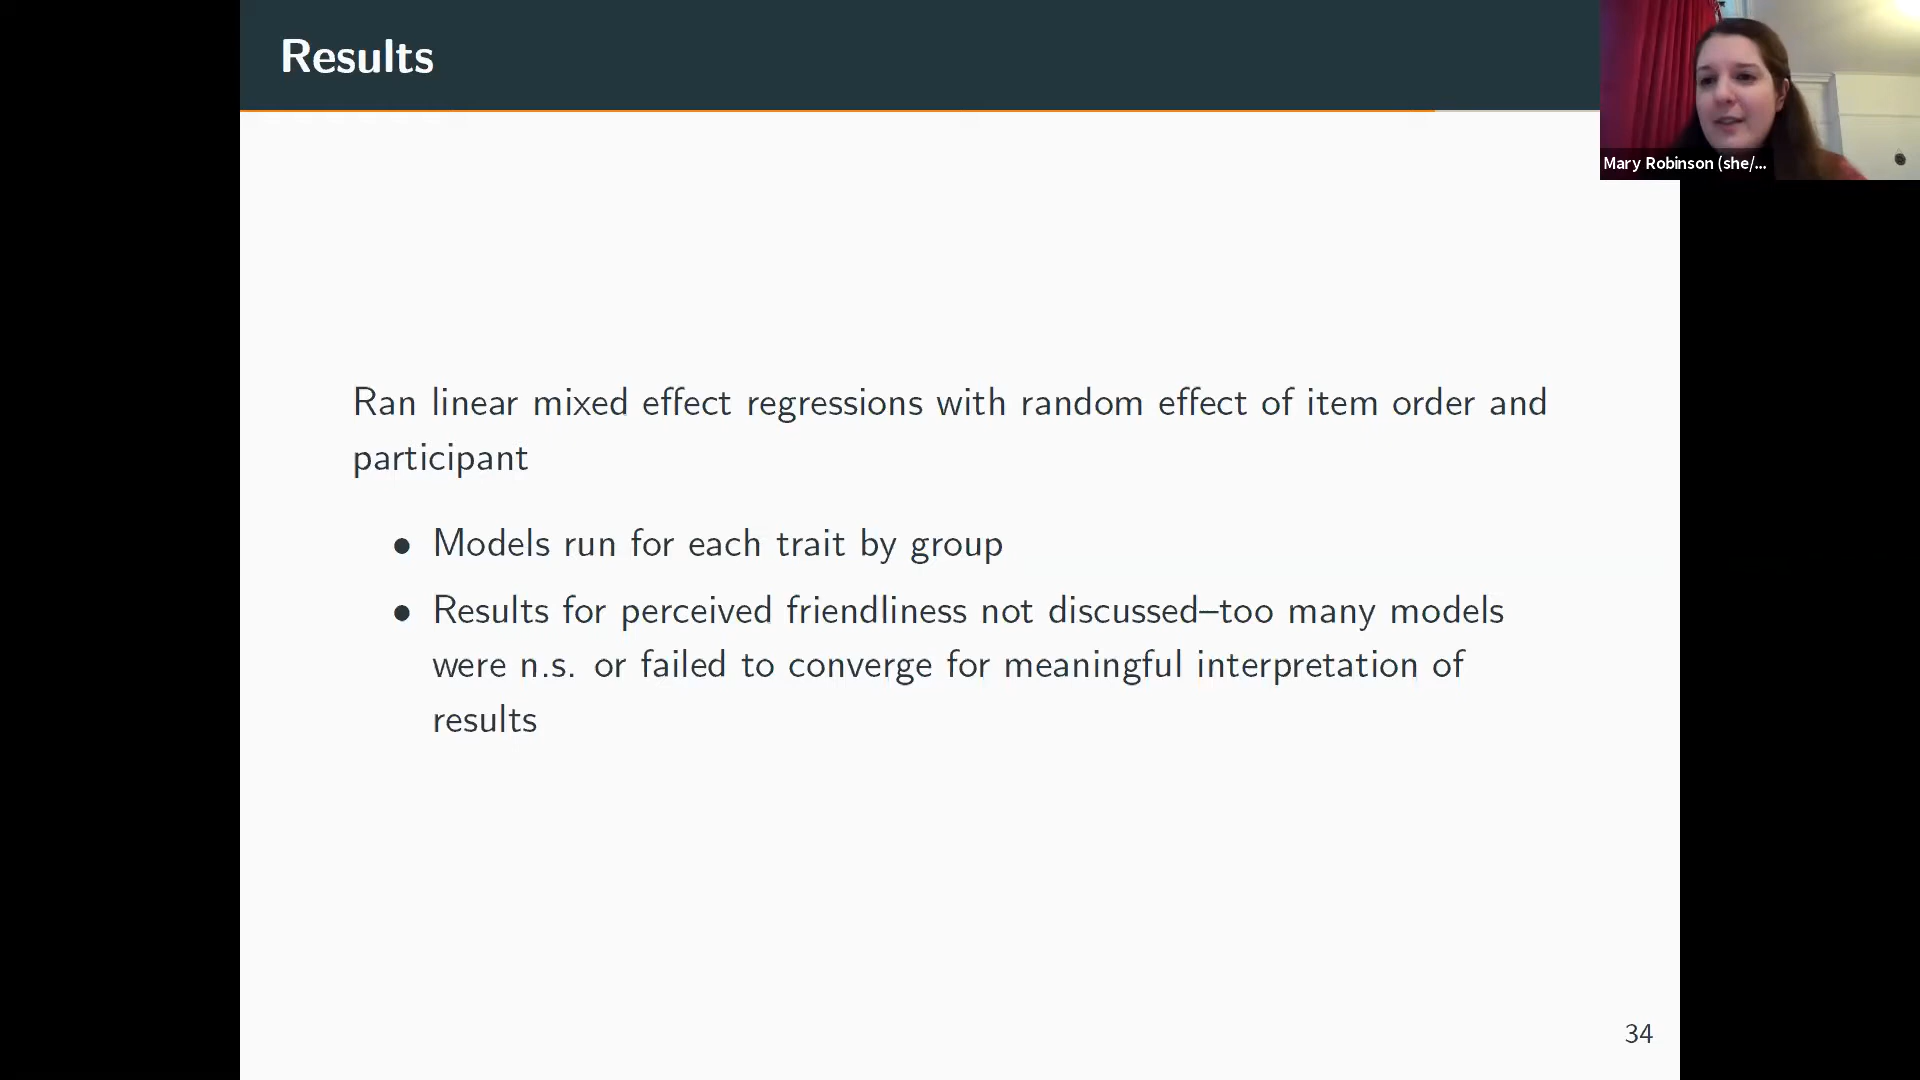 Results
Mary Robinson (she/...
Ran linear mixed effect regressions with random effect of item order and
participant
• Models run for each trait by group
• Results for perceived friendliness not discussed–too many models
were n.s. or failed to converge for meaningful interpretation of
results
34